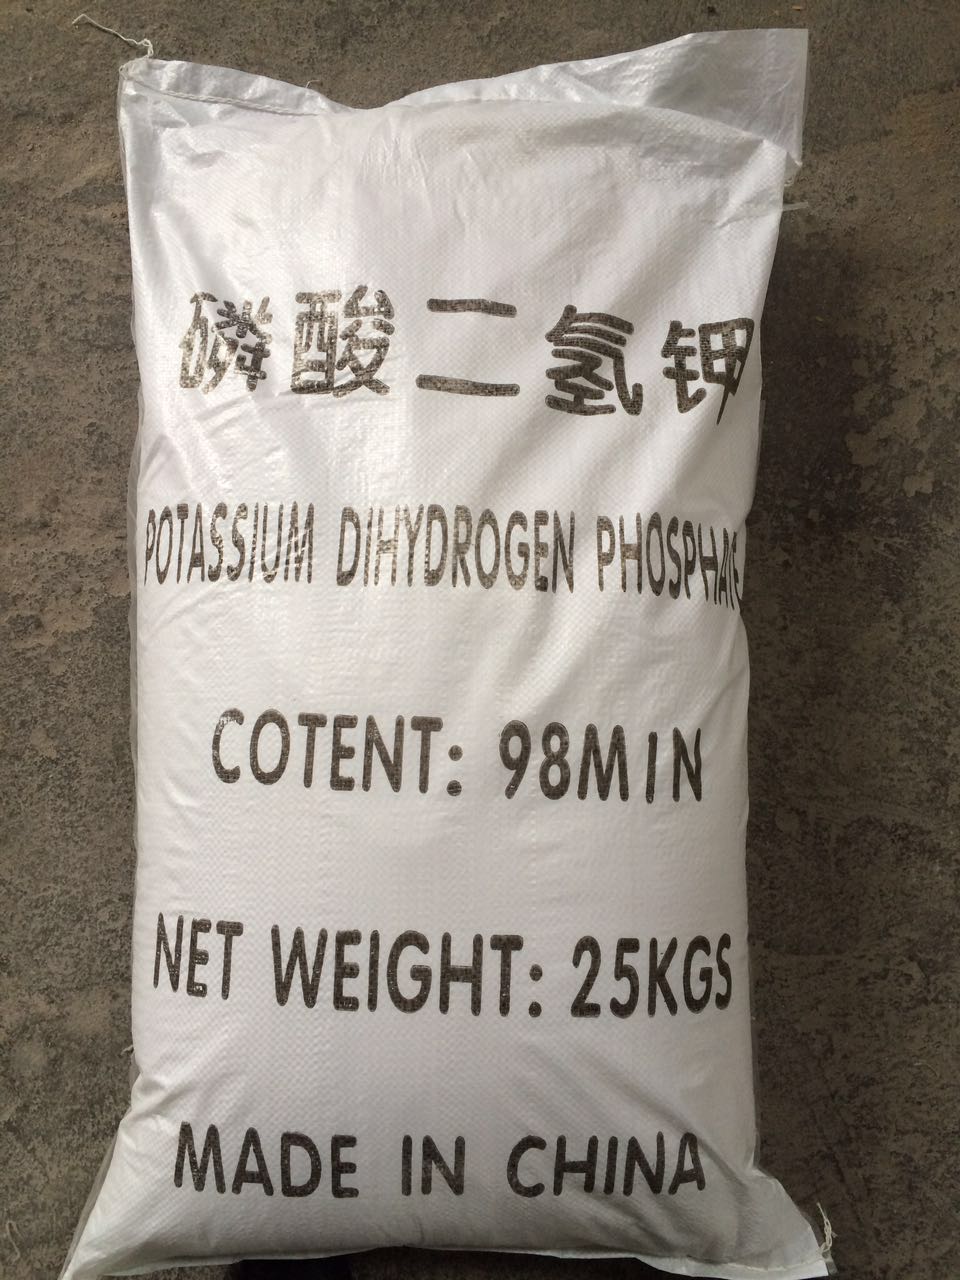 磷酸二氢钾
POTASSIUM DIHYDROGEN PHOSPHATE
COTENT: 98MIN
NET WEIGHT: 25KGS
MADE IN CHINA